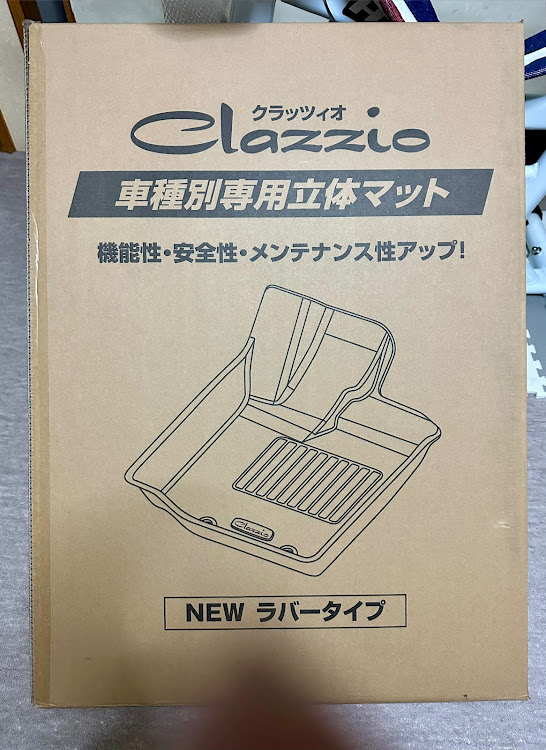 クラッツィオ
Clazzio
車種別専用立体マット
機能性・安全性・メンテナンス性アップ!
Clazzio
NEW ラバータイプ